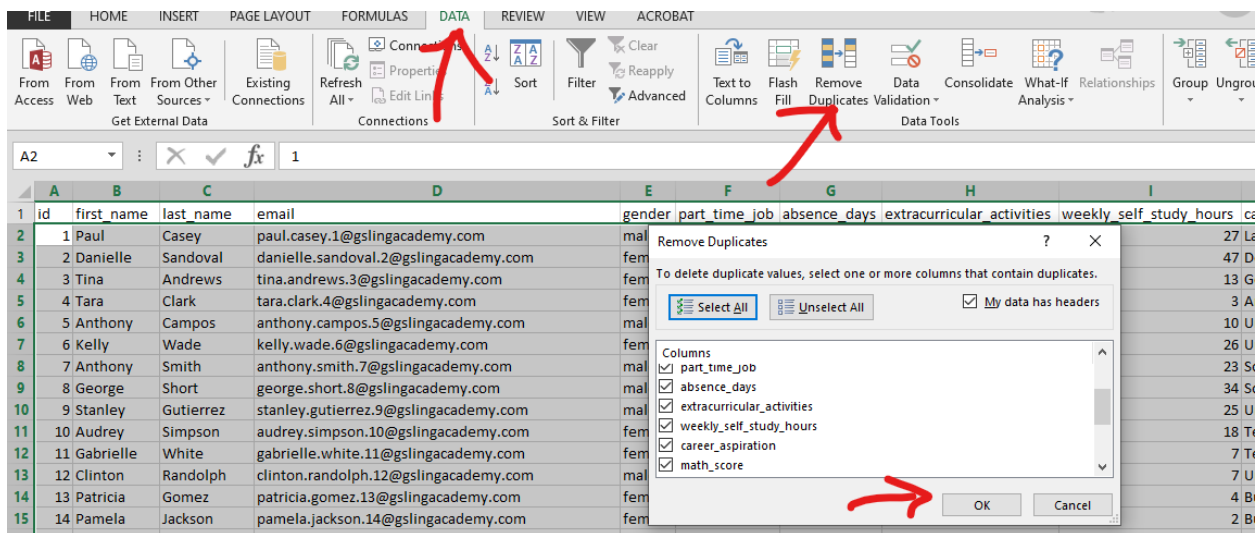 FILE HOME INSERT PAGE LAYOUT FORMULAS DATA REVIEW VIEW ACROBAT
From Access
From Web
From Text
From Other Sources
Existing Connections
Get External Data
Refresh All
Edit
Connections
Sort
Filter
Clear
Reapply
Advanced
Sort & Filter
Text to Columns
Flash Fill
Remove Duplicates
Data Validation
Consolidate
What-If Analysis
Relationships
Data Tools
Group
A2 fx 1
A B C D E F G H I
1 id first_name last_name email gender part_time_job absence_days extracurricular_activities weekly_self_study_hours
2 1 Paul Casey paul.casey.1@gslingacademy.com 27
3 2 Danielle Sandoval danielle.sandoval.2@gslingacademy.com 47
4 3 Tina Andrews tina.andrews.3@gslingacademy.com 13
5 4 Tara Clark tara.clark.4@gslingacademy.com 3
6 5 Anthony Campos anthony.campos.5@gslingacademy.com 10
7 6 Kelly Wade kelly.wade.6@gslingacademy.com 26
8 7 Anthony Smith anthony.smith.7@gslingacademy.com 23
9 8 George Short george.short.8@gslingacademy.com 34
10 9 Stanley Gutierrez stanley.gutierrez.9@gslingacademy.com 25
11 10 Audrey Simpson audrey.simpson.10@gslingacademy.com 18
12 11 Gabrielle White gabrielle.white.11@gslingacademy.com 7
13 12 Clinton Randolph clinton.randolph.12@gslingacademy.com 7
14 13 Patricia Gomez patricia.gomez.13@gslingacademy.com 4
15 14 Pamela Jackson pamela.jackson.14@gslingacademy.com 2
Remove Duplicates ?
To delete duplicate values, select one or more columns that contain duplicates.
Select All Unselect All My data has headers
Columns
part_time_job
absence_days
extracurricular_activities
weekly_self_study_hours
career_aspiration
math_score
OK Cancel